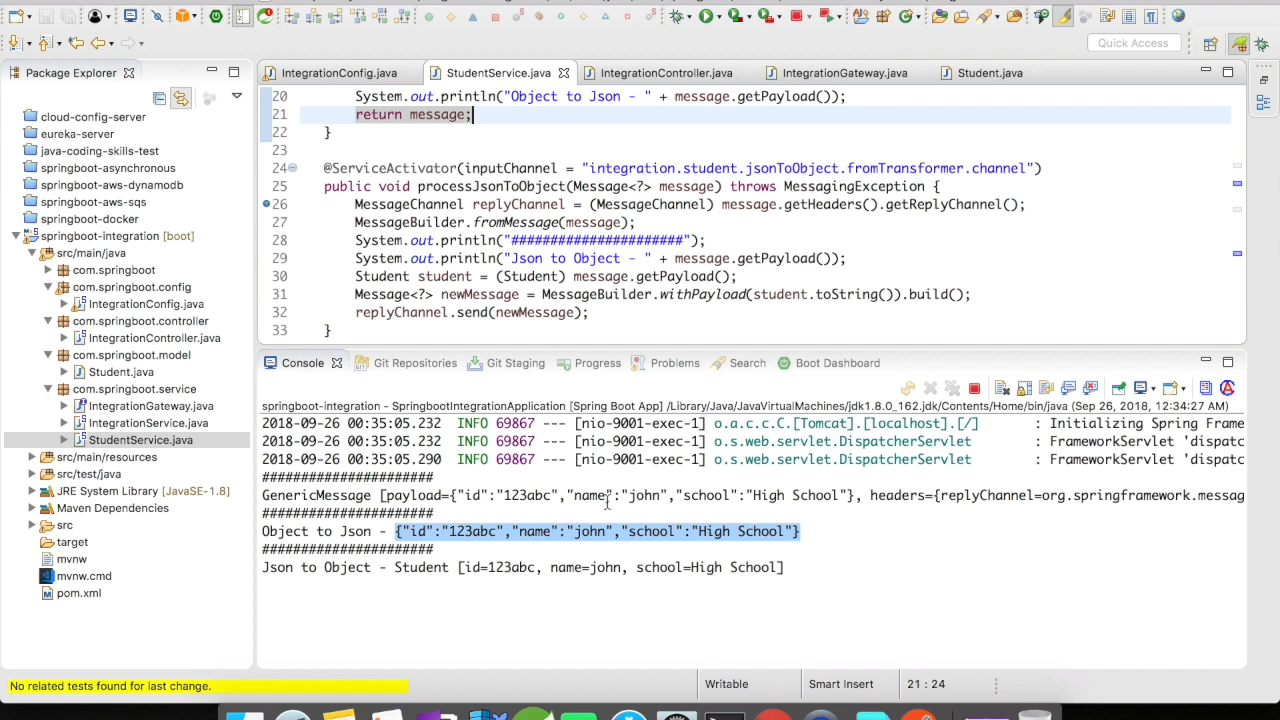 Quick Access
Package Explorer
IntegrationConfig.java
StudentService.java
IntegrationController.java
IntegrationGateway.java
Student.java
cloud-config-server
eureka-server
java-coding-skills-test
springboot-asynchronous
springboot-aws-dynamodb
springboot-aws-sqs
springboot-docker
springboot-integration [boot]
src/main/java
com.springboot
com.springboot.config
IntegrationConfig.java
com.springboot.controller
IntegrationController.java
com.springboot.model
Student.java
com.springboot.service
IntegrationGateway.java
IntegrationService.java
StudentService.java
src/main/resources
src/test/java
JRE System Library [JavaSE-1.8]
Maven Dependencies
src
target
mvnw
mvnw.cmd
pom.xml
20 System.out.println("Object to Json - " + message.getPayload());
21 return message;
22 }
23
24 @ServiceActivator(inputChannel = "integration.student.jsonToObject.fromTransformer.channel")
25 public void processJsonToObject(Message<?> message) throws MessagingException {
26 MessageChannel replyChannel = (MessageChannel) message.getHeaders().getReplyChannel();
27 MessageBuilder.fromMessage(message);
28 System.out.println("######################");
29 System.out.println("Json to Object - " + message.getPayload());
30 Student student = (Student) message.getPayload();
31 Message<?> newMessage = MessageBuilder.withPayload(student.toString()).build();
32 replyChannel.send(newMessage);
33 }
Console Git Repositories Git Staging Progress Problems Search Boot Dashboard
springboot-integration - SpringbootIntegrationApplication [Spring Boot App] /Library/Java/JavaVirtualMachines/jdk1.8.0_162.jdk/Contents/Home/bin/java (Sep 26, 2018, 12:34:27 AM)
2018-09-26 00:35:05.232 INFO 69867 --- [nio-9001-exec-1] o.a.c.c.C.[Tomcat].[localhost].[/] : Initializing Spring Frame
2018-09-26 00:35:05.232 INFO 69867 --- [nio-9001-exec-1] o.s.web.servlet.DispatcherServlet : FrameworkServlet 'dispatc
2018-09-26 00:35:05.290 INFO 69867 --- [nio-9001-exec-1] o.s.web.servlet.DispatcherServlet : FrameworkServlet 'dispatc
######################
GenericMessage [payload={"id":"123abc","name":"john","school":"High School"}, headers={replyChannel=org.springframework.messag
######################
Object to Json - {"id":"123abc","name":"john","school":"High School"}
######################
Json to Object - Student [id=123abc, name=john, school=High School]
No related tests found for last change.
Writable
Smart Insert
21 : 24